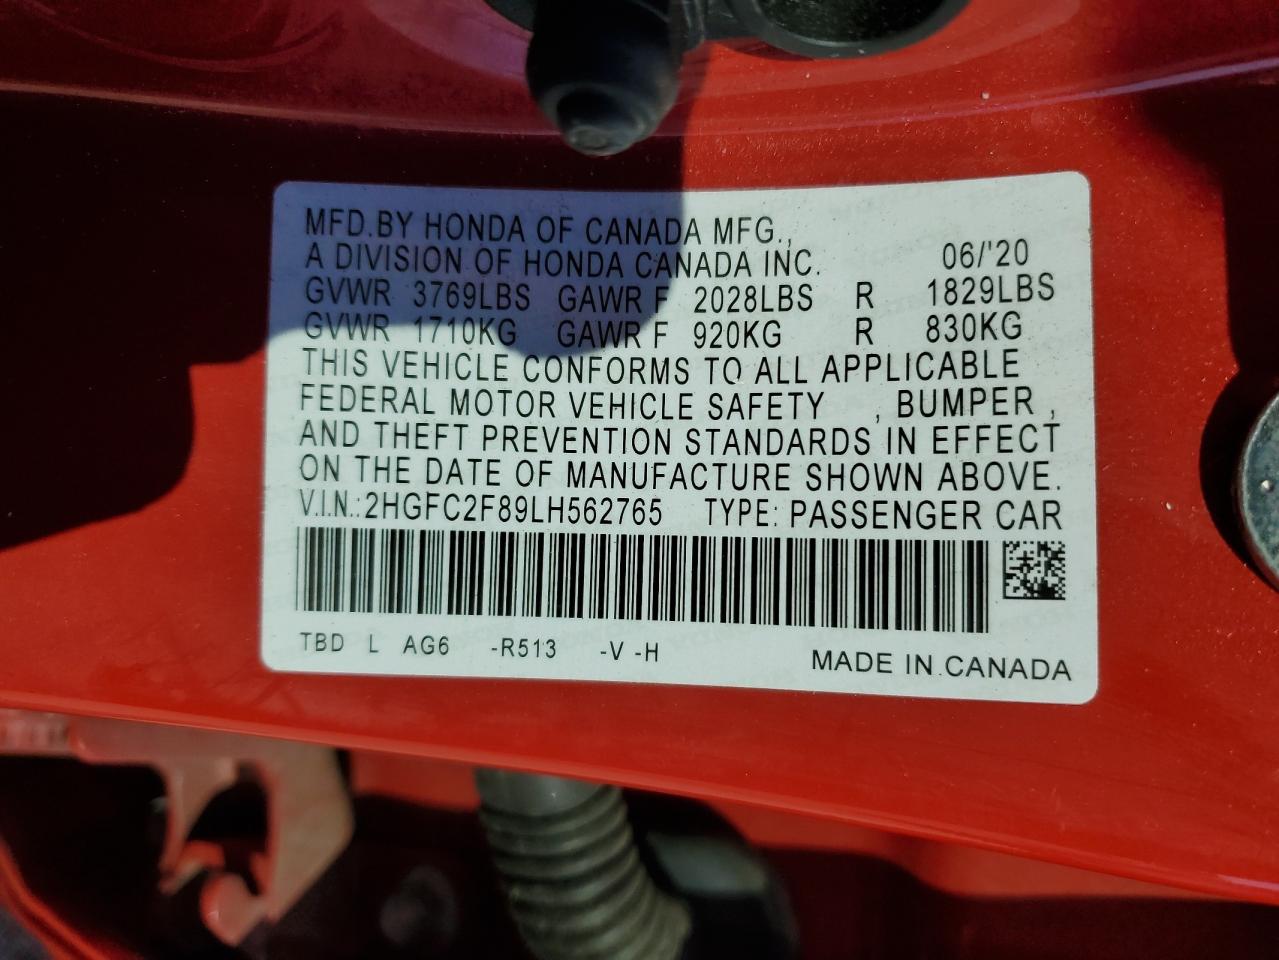 MFD.BY HONDA OF CANADA MFG.,
A DIVISION OF HONDA CANADA INC. 06/'20
GVWR 3769LBS GAWR F 2028LBS R 1829LBS
GVWR 1710KG GAWR F 920KG R 830KG
THIS VEHICLE CONFORMS TO ALL APPLICABLE
FEDERAL MOTOR VEHICLE SAFETY , BUMPER ,
AND THEFT PREVENTION STANDARDS IN EFFECT
ON THE DATE OF MANUFACTURE SHOWN ABOVE.
V.I.N.: 2HGFC2F89LH562765 TYPE: PASSENGER CAR
TBD L AG6 -R513 -V -H MADE IN CANADA